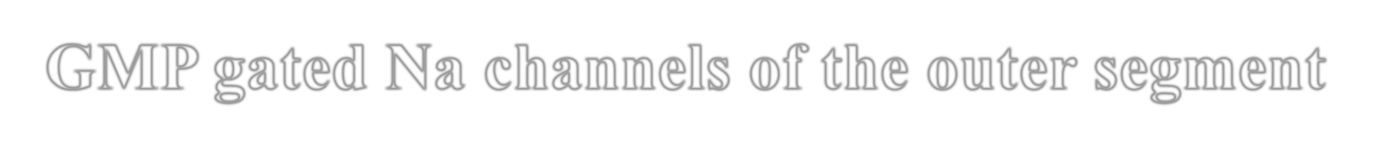 GMP gated Na channels of the outer segment